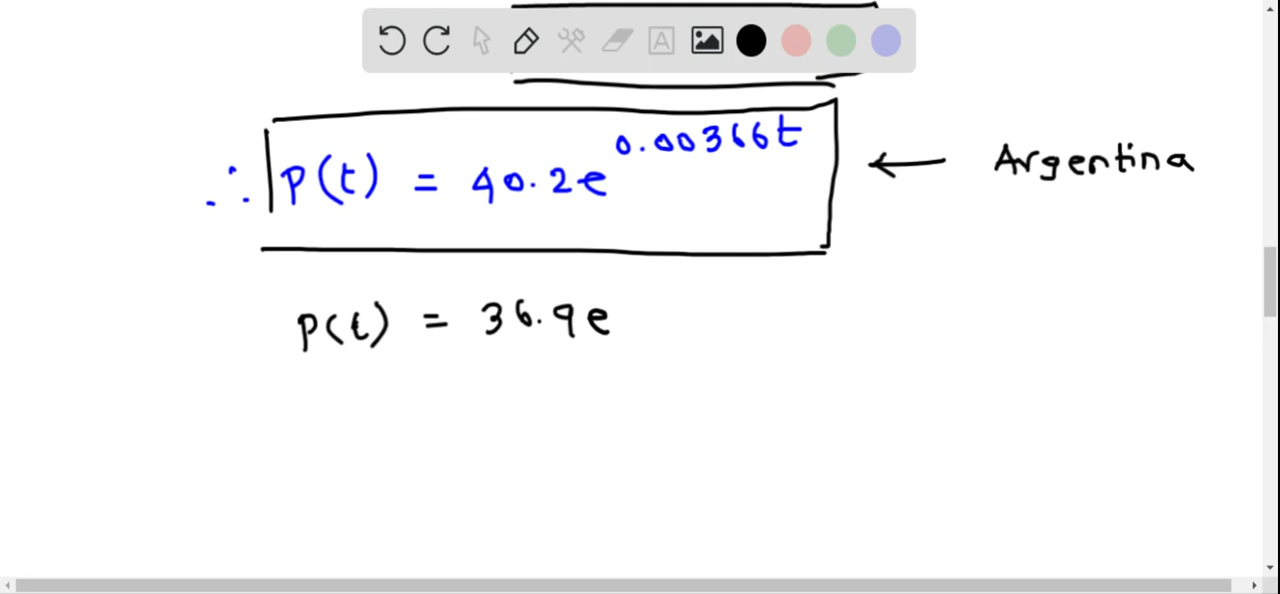 ∴ P(t) = 40.2e^0.00366t ← Argentina
P(t) = 36.9e